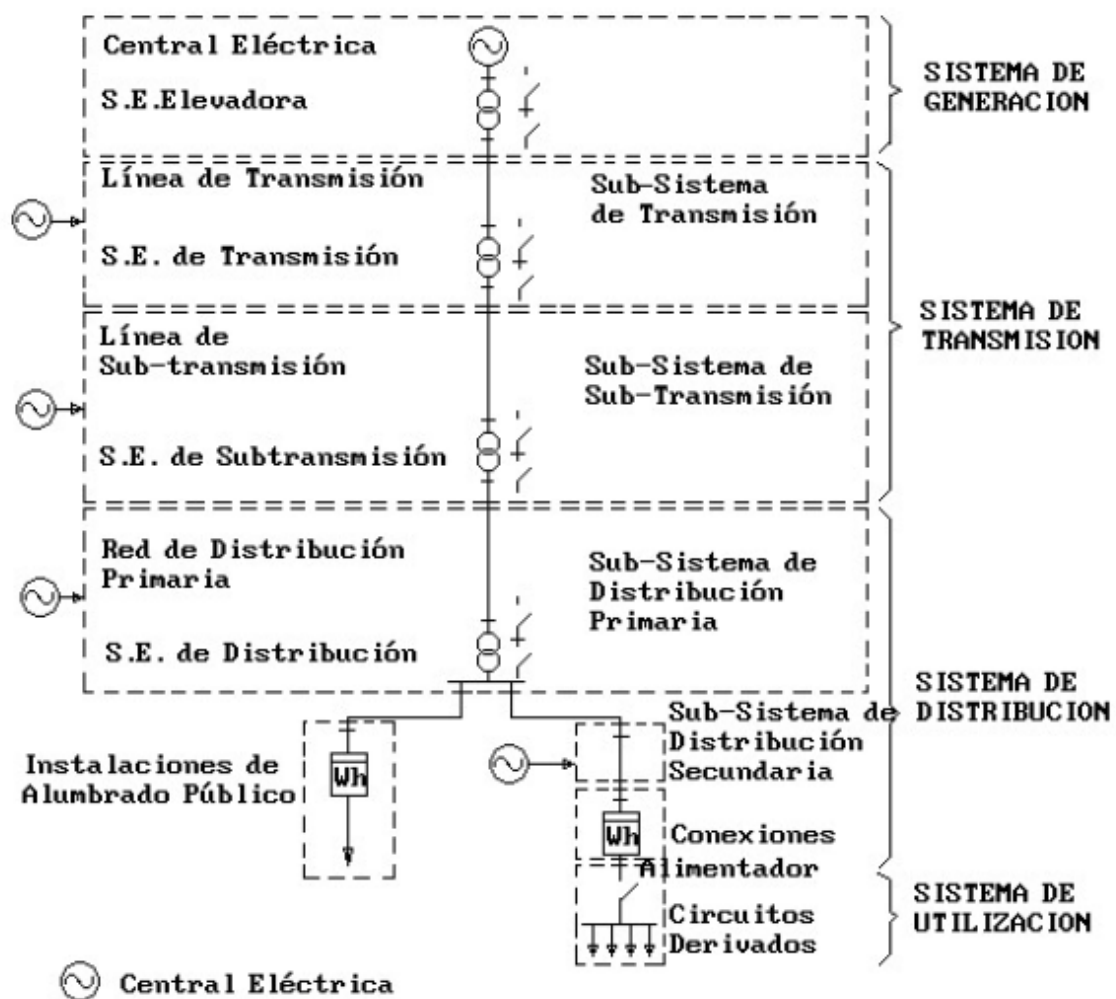 Central Eléctrica
S.E.Elevadora
SISTEMA DE
GENERACION
Línea de Transmisión
S.E. de Transmisión
Sub-Sistema
de Transmisión
Línea de
Sub-transmisión
S.E. de Subtransmisión
Sub-Sistema de
Sub-Transmisión
SISTEMA DE
TRANSMISION
Red de Distribución
Primaria
S.E. de Distribución
Sub-Sistema de
Distribución
Primaria
SISTEMA DE
DISTRIBUCION
Instalaciones de
Alumbrado Público
Wh
Sub-Sistema de
Distribución
Secundaria
Wh
Conexiones
Alimentador
Circuitos
Derivados
SISTEMA DE
UTILIZACION
Central Eléctrica